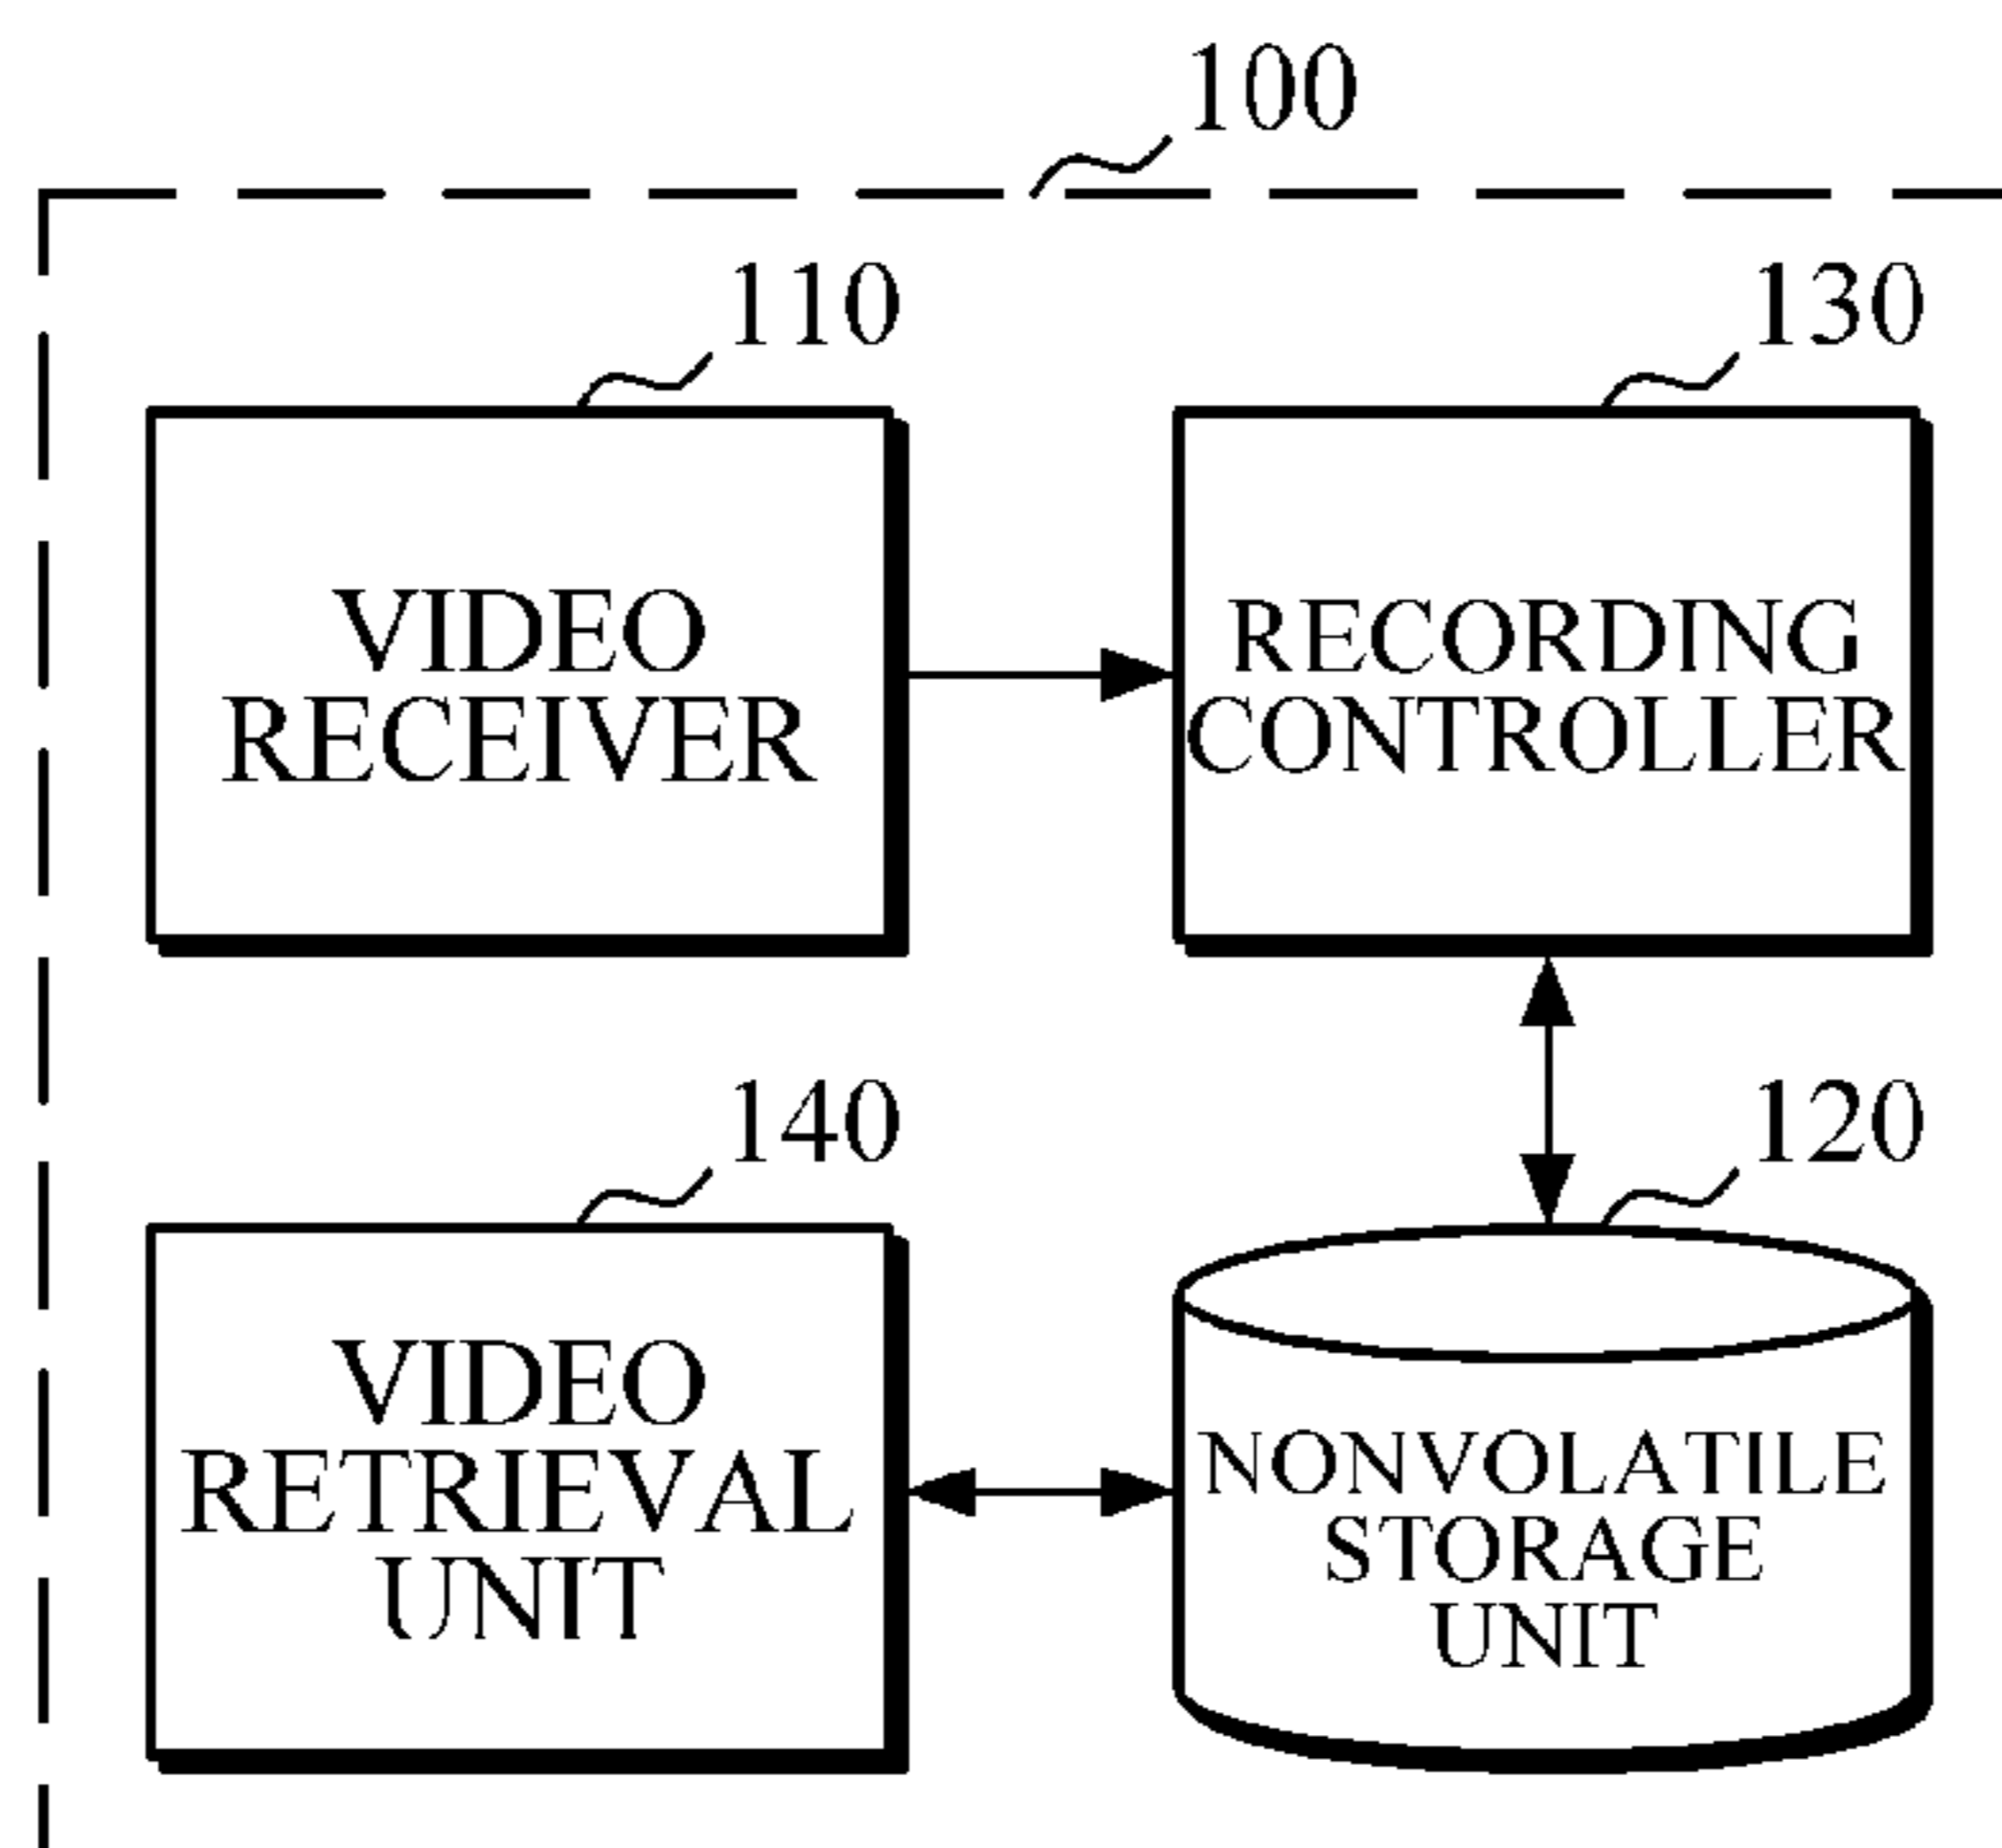 100
110
130
VIDEO
RECEIVER
RECORDING
CONTROLLER
140
120
VIDEO
RETRIEVAL
UNIT
NONVOLATILE
STORAGE
UNIT